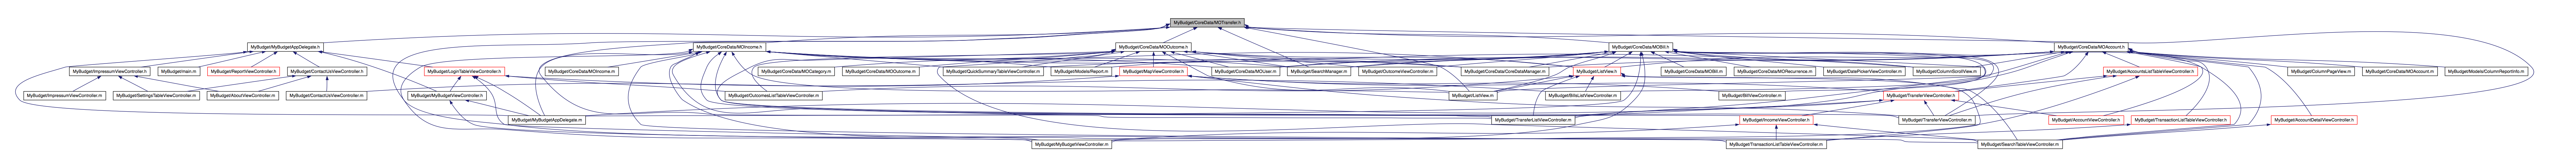 MyBudget/CoreData/MOTransfer.h
MyBudget/MyBudgetAppDelegate.h
MyBudget/CoreData/MOIncome.h
MyBudget/CoreData/MOOutcome.h
MyBudget/CoreData/MOBill.h
MyBudget/CoreData/MOAccount.h
MyBudget/ImpressumViewController.h
MyBudget/main.m
MyBudget/ReportViewController.h
MyBudget/ContactUsViewController.h
MyBudget/LoginTableViewController.h
MyBudget/CoreData/MOIncome.m
MyBudget/CoreData/MOCategory.m
MyBudget/CoreData/MOOutcome.m
MyBudget/QuickSummaryTableViewController.m
MyBudget/Models/Report.m
MyBudget/MapViewController.h
MyBudget/CoreData/MOUser.m
MyBudget/SearchManager.m
MyBudget/OutcomeViewController.m
MyBudget/CoreData/CoreDataManager.m
MyBudget/ListView.h
MyBudget/CoreData/MOBill.m
MyBudget/CoreData/MORecurrence.m
MyBudget/DatePickerViewController.m
MyBudget/ColumnScrollView.m
MyBudget/AccountsListTableViewController.h
MyBudget/ColumnPageView.m
MyBudget/CoreData/MOAccount.m
MyBudget/Models/ColumnReportInfo.m
MyBudget/ImpressumViewController.m
MyBudget/SettingsTableViewController.m
MyBudget/AboutViewController.m
MyBudget/ContactUsViewController.m
MyBudget/MyBudgetViewController.h
MyBudget/OutcomesListTableViewController.m
MyBudget/ListView.m
MyBudget/BillsListViewController.m
MyBudget/BillViewController.m
MyBudget/TransferViewController.h
MyBudget/MyBudgetAppDelegate.m
MyBudget/TransferListViewController.m
MyBudget/IncomeViewController.h
MyBudget/TransferViewController.m
MyBudget/AccountViewController.h
MyBudget/TransactionListTableViewController.h
MyBudget/AccountDetailViewController.h
MyBudget/MyBudgetViewController.m
MyBudget/TransactionListTableViewController.m
MyBudget/SearchTableViewController.m